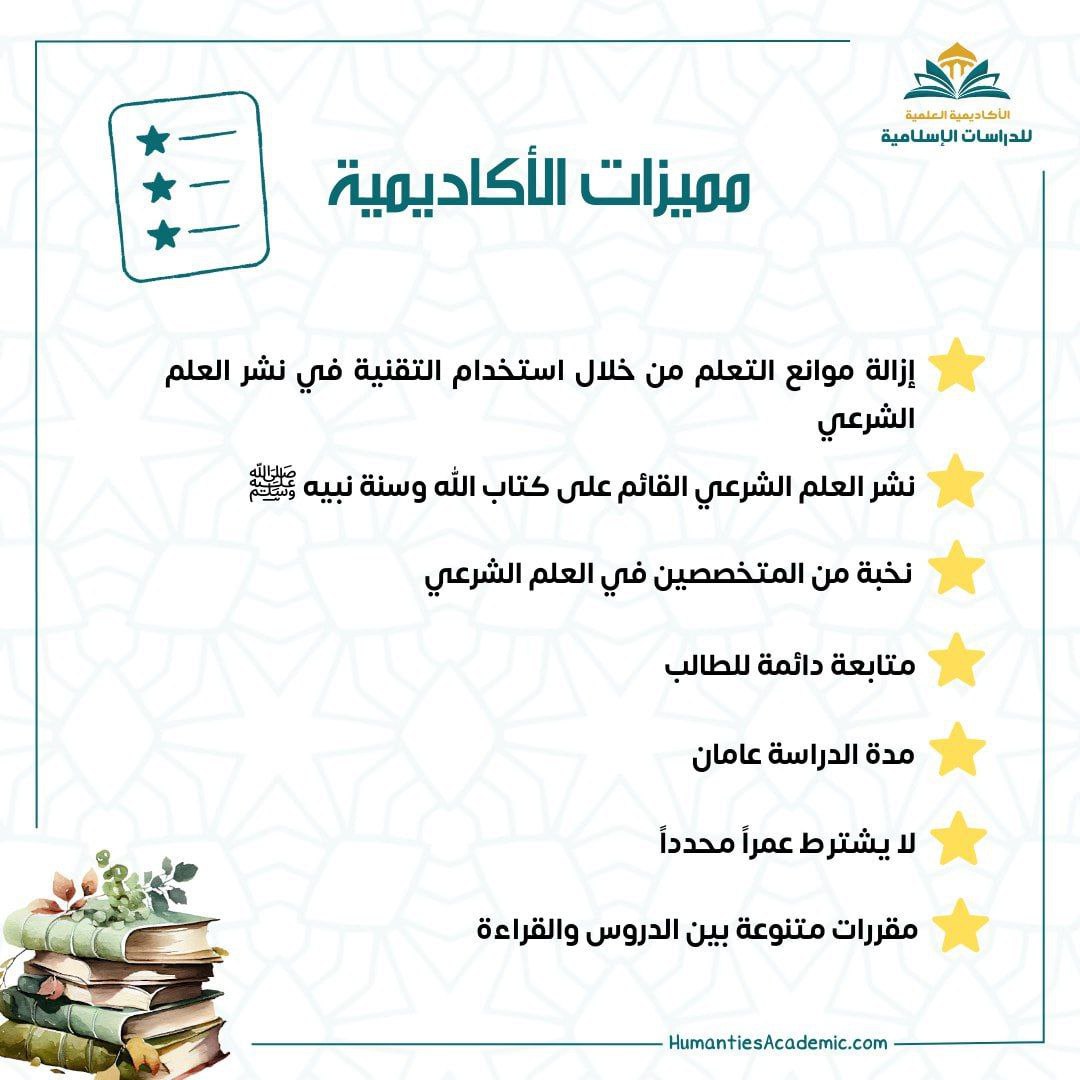 الأكاديمية العلمية
للدراسات الإسلامية
مميزات الأكاديمية
إزالة موانع التعلم من خلال استخدام التقنية في نشر العلم
الشرعي
نشر العلم الشرعي القائم على كتاب الله وسنة نبيه ﷺ
نخبة من المتخصصين في العلم الشرعي
متابعة دائمة للطالب
مدة الدراسة عامان
لا يشترط عمراً محدداً
مقررات متنوعة بين الدروس والقراءة
HumantiesAcademic.com